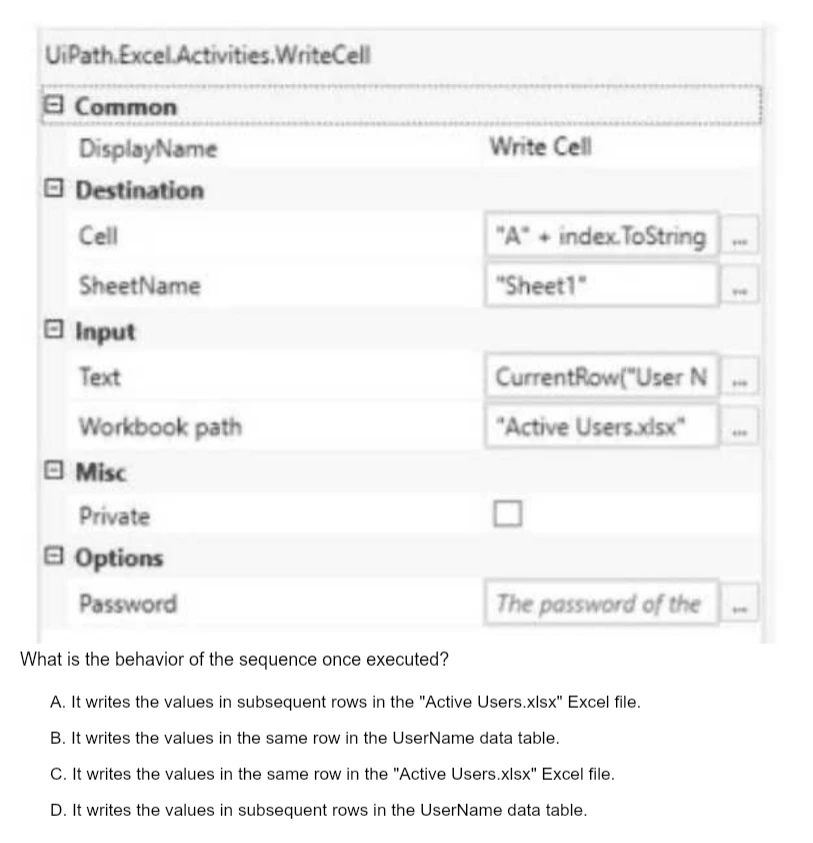 UiPath.Excel.Activities.WriteCell
Common
DisplayName Write Cell
Destination
Cell "A" + index.ToString ...
SheetName "Sheet1" ...
Input
Text CurrentRow("User N ...
Workbook path "Active Users.xlsx" ...
Misc
Private
Options
Password The password of the ...
What is the behavior of the sequence once executed?
A. It writes the values in subsequent rows in the "Active Users.xlsx" Excel file.
B. It writes the values in the same row in the UserName data table.
C. It writes the values in the same row in the "Active Users.xlsx" Excel file.
D. It writes the values in subsequent rows in the UserName data table.